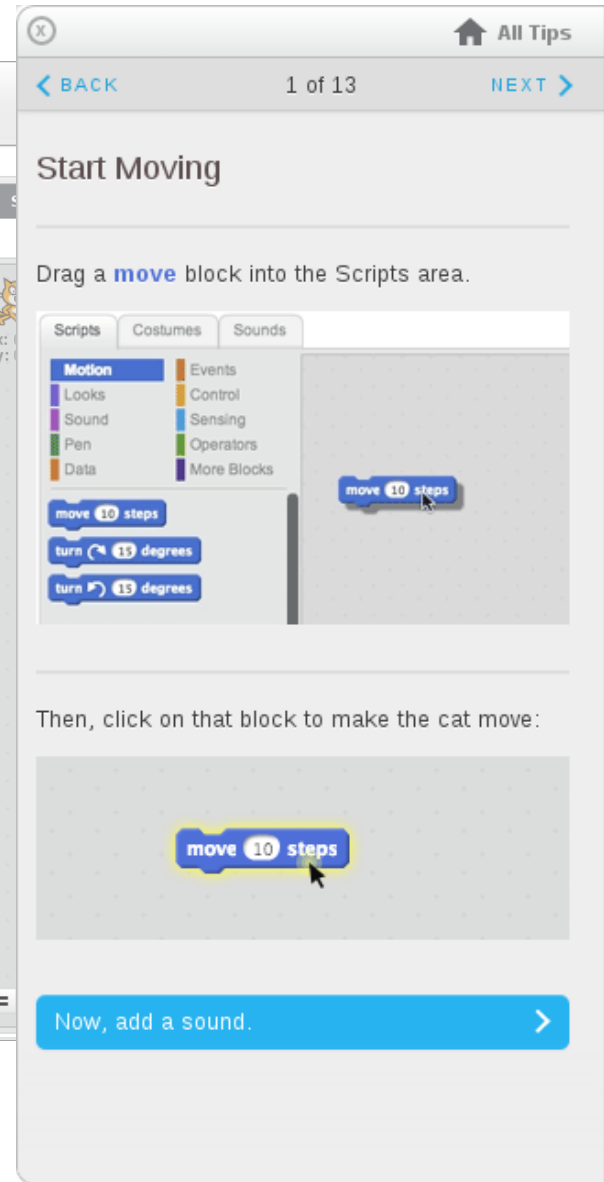 All Tips
BACK 1 of 13 NEXT
Start Moving
Drag a move block into the Scripts area.
Scripts Costumes Sounds
Motion Events
Looks Control
Sound Sensing
Pen Operators
Data More Blocks
move 10 steps
turn 15 degrees
turn 15 degrees
move 10 steps
Then, click on that block to make the cat move:
move 10 steps
Now, add a sound.